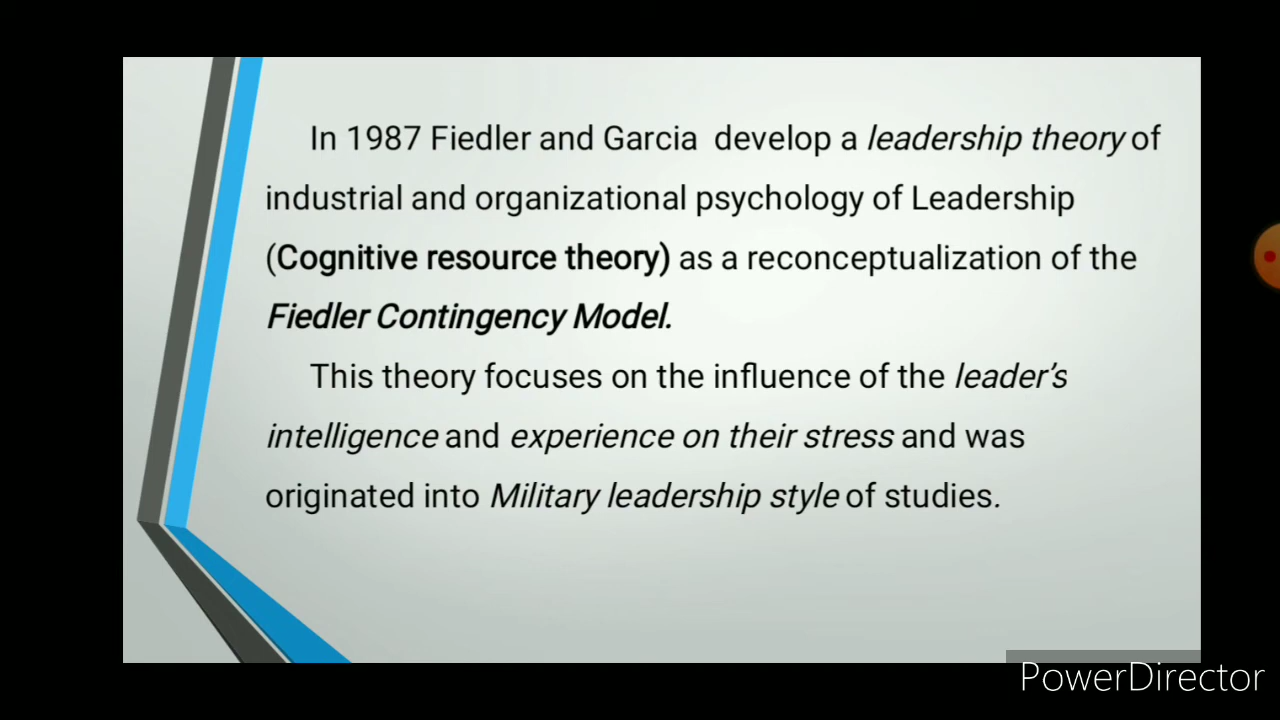 In 1987 Fiedler and Garcia develop a leadership theory of
industrial and organizational psychology of Leadership
(Cognitive resource theory) as a reconceptualization of the
Fiedler Contingency Model.
This theory focuses on the influence of the leader’s
intelligence and experience on their stress and was
originated into Military leadership style of studies.
PowerDirector